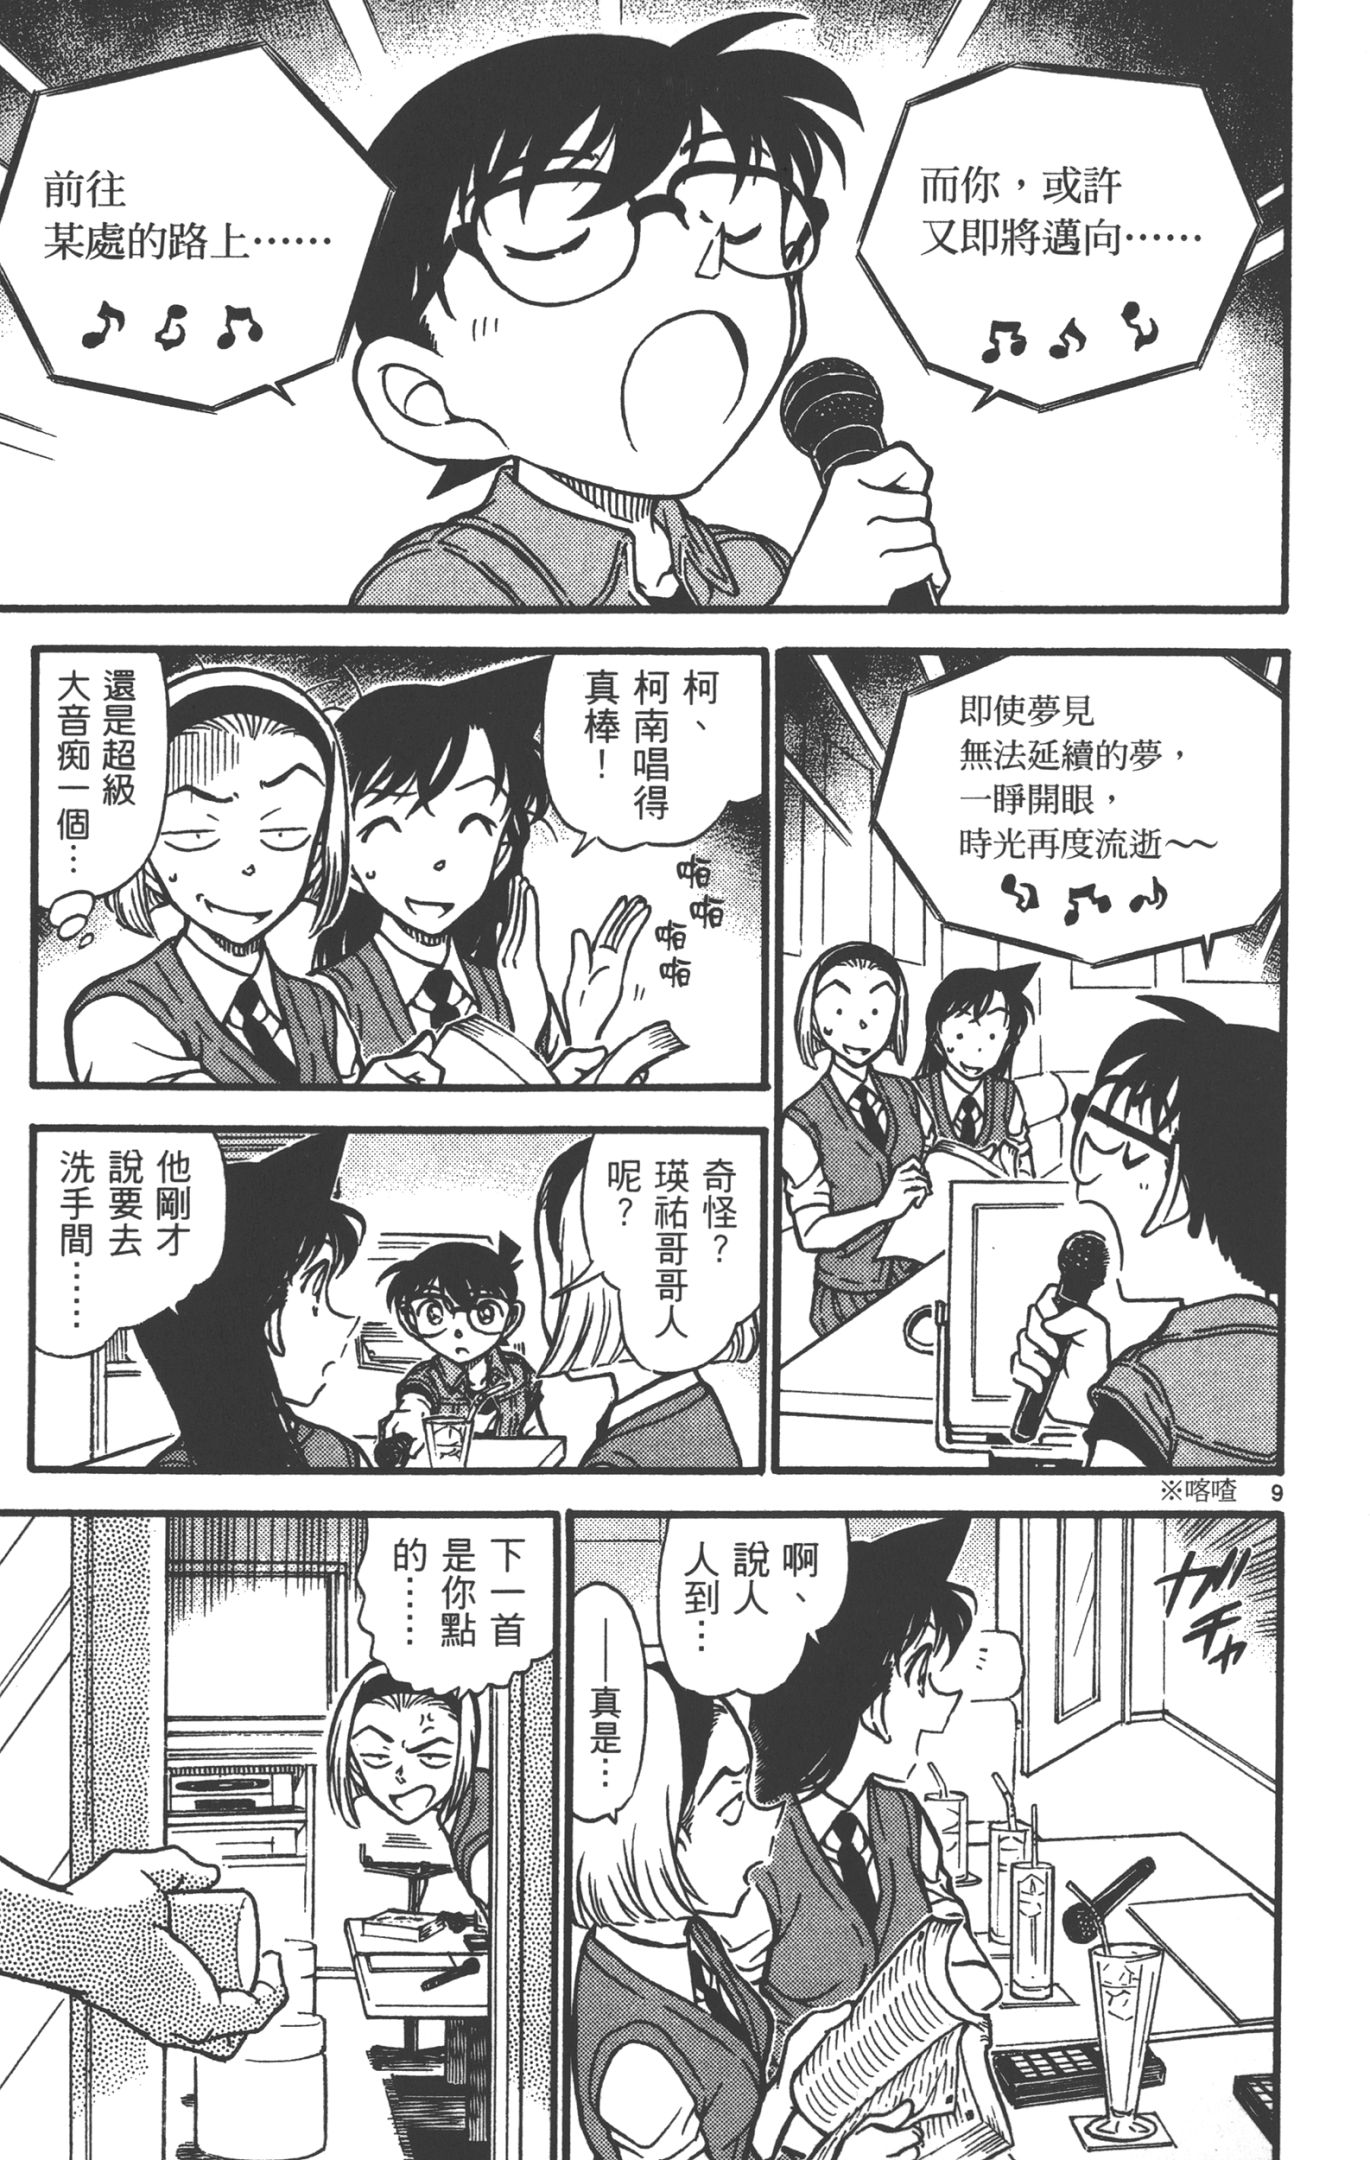 而你，或許
又即將邁向⋯⋯
前往
某處的路上⋯⋯
即使夢見
無法延續的夢，
一睜開眼，
時光再度流逝～～
柯、
柯南唱得
真棒！
啪啪
啪啪
還是超級
大音痴一個⋯
奇怪？
瑛祐哥哥人
呢？
他剛才
說要去
洗手間⋯⋯
※喀喳
9
ガチャ
啊、
說人
人到⋯
——真是⋯
下一首
是你點
的⋯⋯